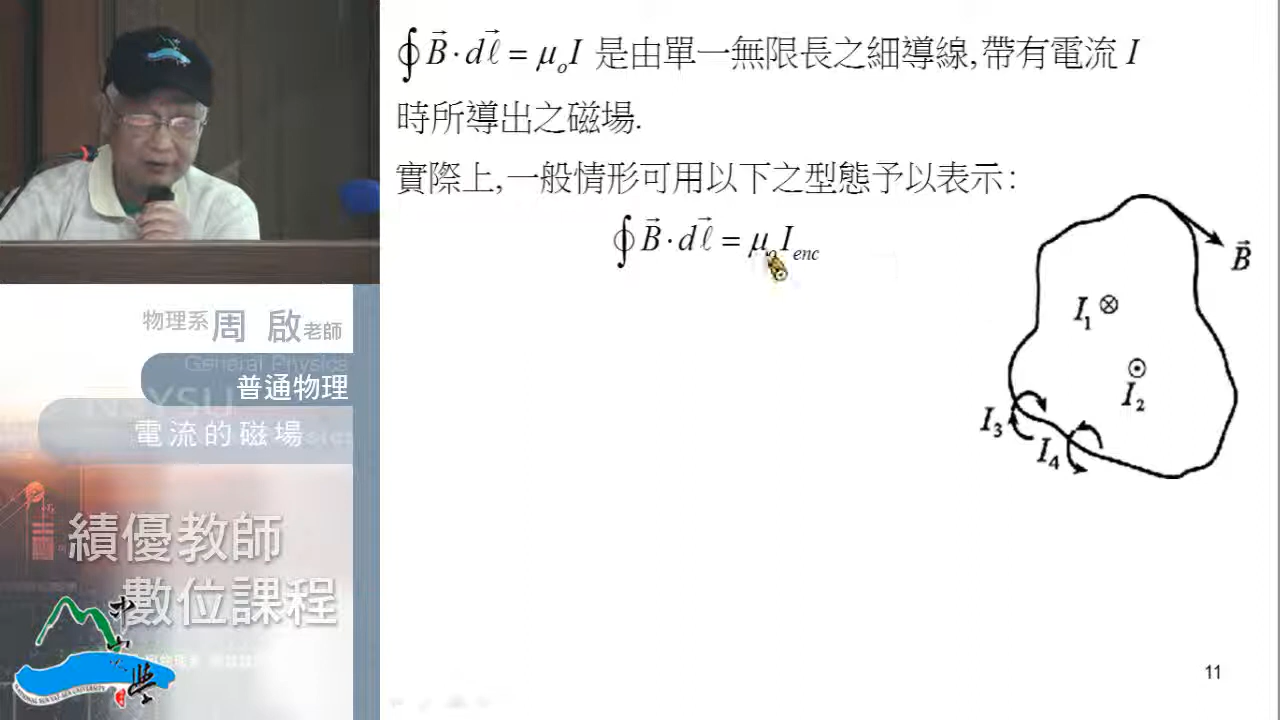 ∮B⃗·dℓ⃗ = μₒI 是由單一無限長之細導線,帶有電流 I
時所導出之磁場.
實際上,一般情形可用以下之型態予以表示:
∮B⃗·dℓ⃗ = μₒI_enc
B⃗
I₁
I₂
I₃
I₄
物理系周 啟老師
General Physics
普通物理
NSYSU
電流的磁場
績優教師
數位課程
11